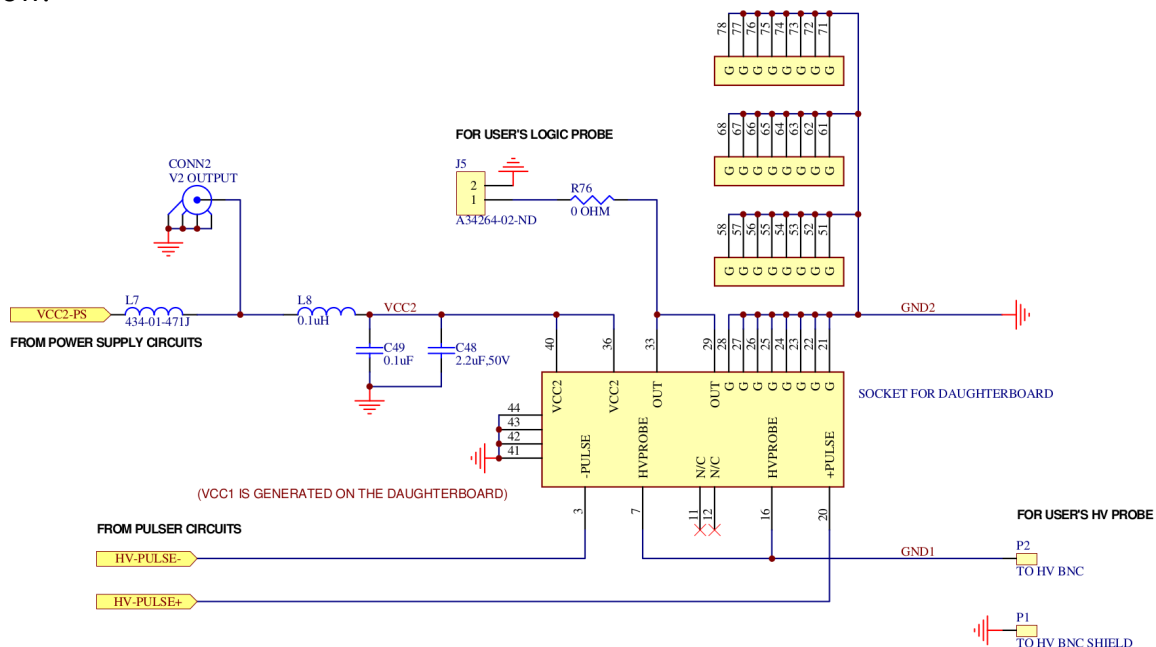 78 77 76 75 74 73 72 71
G G G G G G G G
68 67 66 65 64 63 62 61
G G G G G G G G
58 57 56 55 54 53 52 51
G G G G G G G G
FOR USER'S LOGIC PROBE
J5
2
1
A34264-02-ND
R76
0 OHM
CONN2
V2 OUTPUT
L7
434-01-471J
VCC2-PS
FROM POWER SUPPLY CIRCUITS
L8
0.1uH
VCC2
C49
0.1uF
C48
2.2uF,50V
GND2
40 36 33 29 28 27 26 25 24 23 22 21
VCC2 VCC2 OUT OUT G G G G G G G G
SOCKET FOR DAUGHTERBOARD
44
43
42
41
-PULSE HVPROBE N/C N/C HVPROBE +PULSE
3 7 11 12 16 20
(VCC1 IS GENERATED ON THE DAUGHTERBOARD)
FROM PULSER CIRCUITS
HV-PULSE-
HV-PULSE+
GND1
FOR USER'S HV PROBE
P2
TO HV BNC
P1
TO HV BNC SHIELD